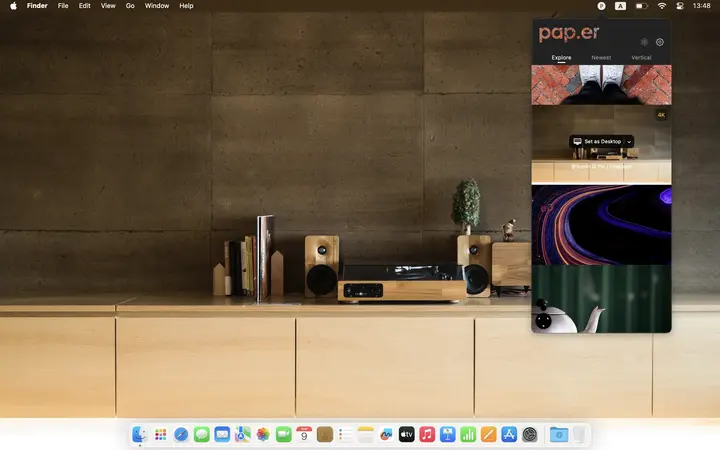 Finder File Edit View Go Window Help A 13:48
pap.er
Explore Newest Vertical
4K
Set as Desktop
9
tv